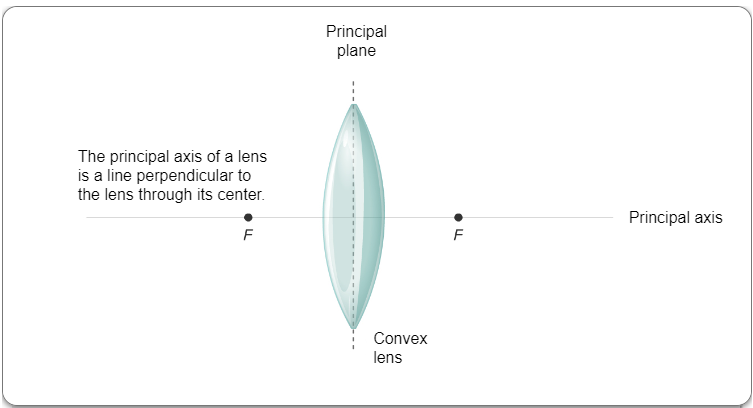 Principal
plane
The principal axis of a lens
is a line perpendicular to
the lens through its center.
Principal axis
F
F
Convex
lens